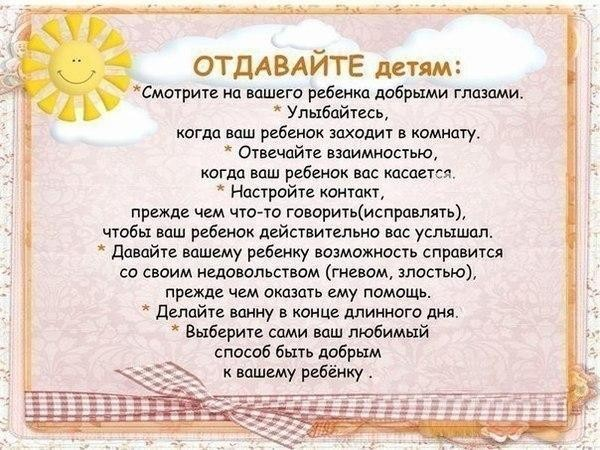 ОТДАВАЙТЕ детям:
*Смотрите на вашего ребенка добрыми глазами.
* Улыбайтесь,
когда ваш ребенок заходит в комнату.
* Отвечайте взаимностью,
когда ваш ребенок вас касается.
* Настройте контакт,
прежде чем что-то говорить(исправлять),
чтобы ваш ребенок действительно вас услышал.
* Давайте вашему ребенку возможность справится
со своим недовольством (гневом, злостью),
прежде чем оказать ему помощь.
* Делайте ванну в конце длинного дня.
* Выберите сами ваш любимый
способ быть добрым
к вашему ребёнку .